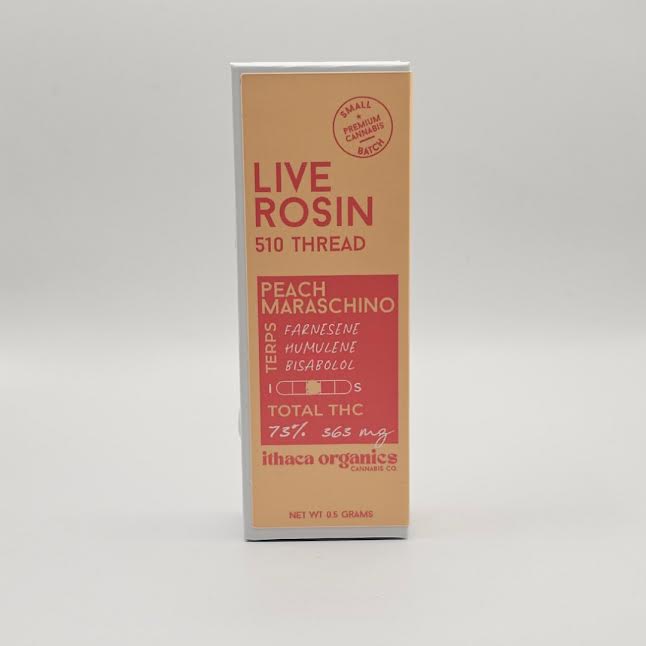 SMALL
PREMIUM
CANNABIS
BATCH
LIVE
ROSIN
510 THREAD
PEACH
MARASCHINO
TERPS
FARNESENE
HUMULENE
BISABOLOL
I S
TOTAL THC
73% 363 mg
ithaca organics
CANNABIS CO.
NET WT 0.5 GRAMS